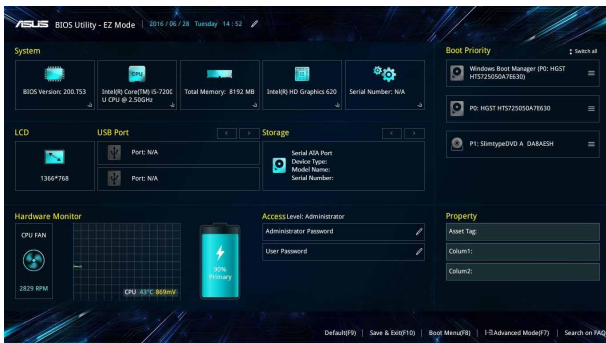 ASUS BIOS Utility - EZ Mode | 2016/06/28 Tuesday 14:52
System
BIOS Version: 200.T53
Intel(R) Core(TM) i5-720C
U CPU @ 2.50GHz
Total Memory: 8192 MB
Intel(R) HD Graphics 620
Serial Number: N/A
Boot Priority
Switch all
Windows Boot Manager (P0: HGST
HTS725050A7E630)
P0: HGST HTS725050A7E630
P1: SlimtypeDVD A DA8AESH
LCD
1366*768
USB Port
Port: N/A
Port: N/A
Storage
Serial ATA Port
Device Type:
Model Name:
Serial Number:
Hardware Monitor
CPU FAN
2829 RPM
CPU 43°C 869mV
90%
Primary
Access Level: Administrator
Administrator Password
User Password
Property
Asset Tag:
Colum1:
Colum2:
Default(F9) | Save & Exit(F10) | Boot Menu(F8) | Advanced Mode(F7) | Search on FAQ